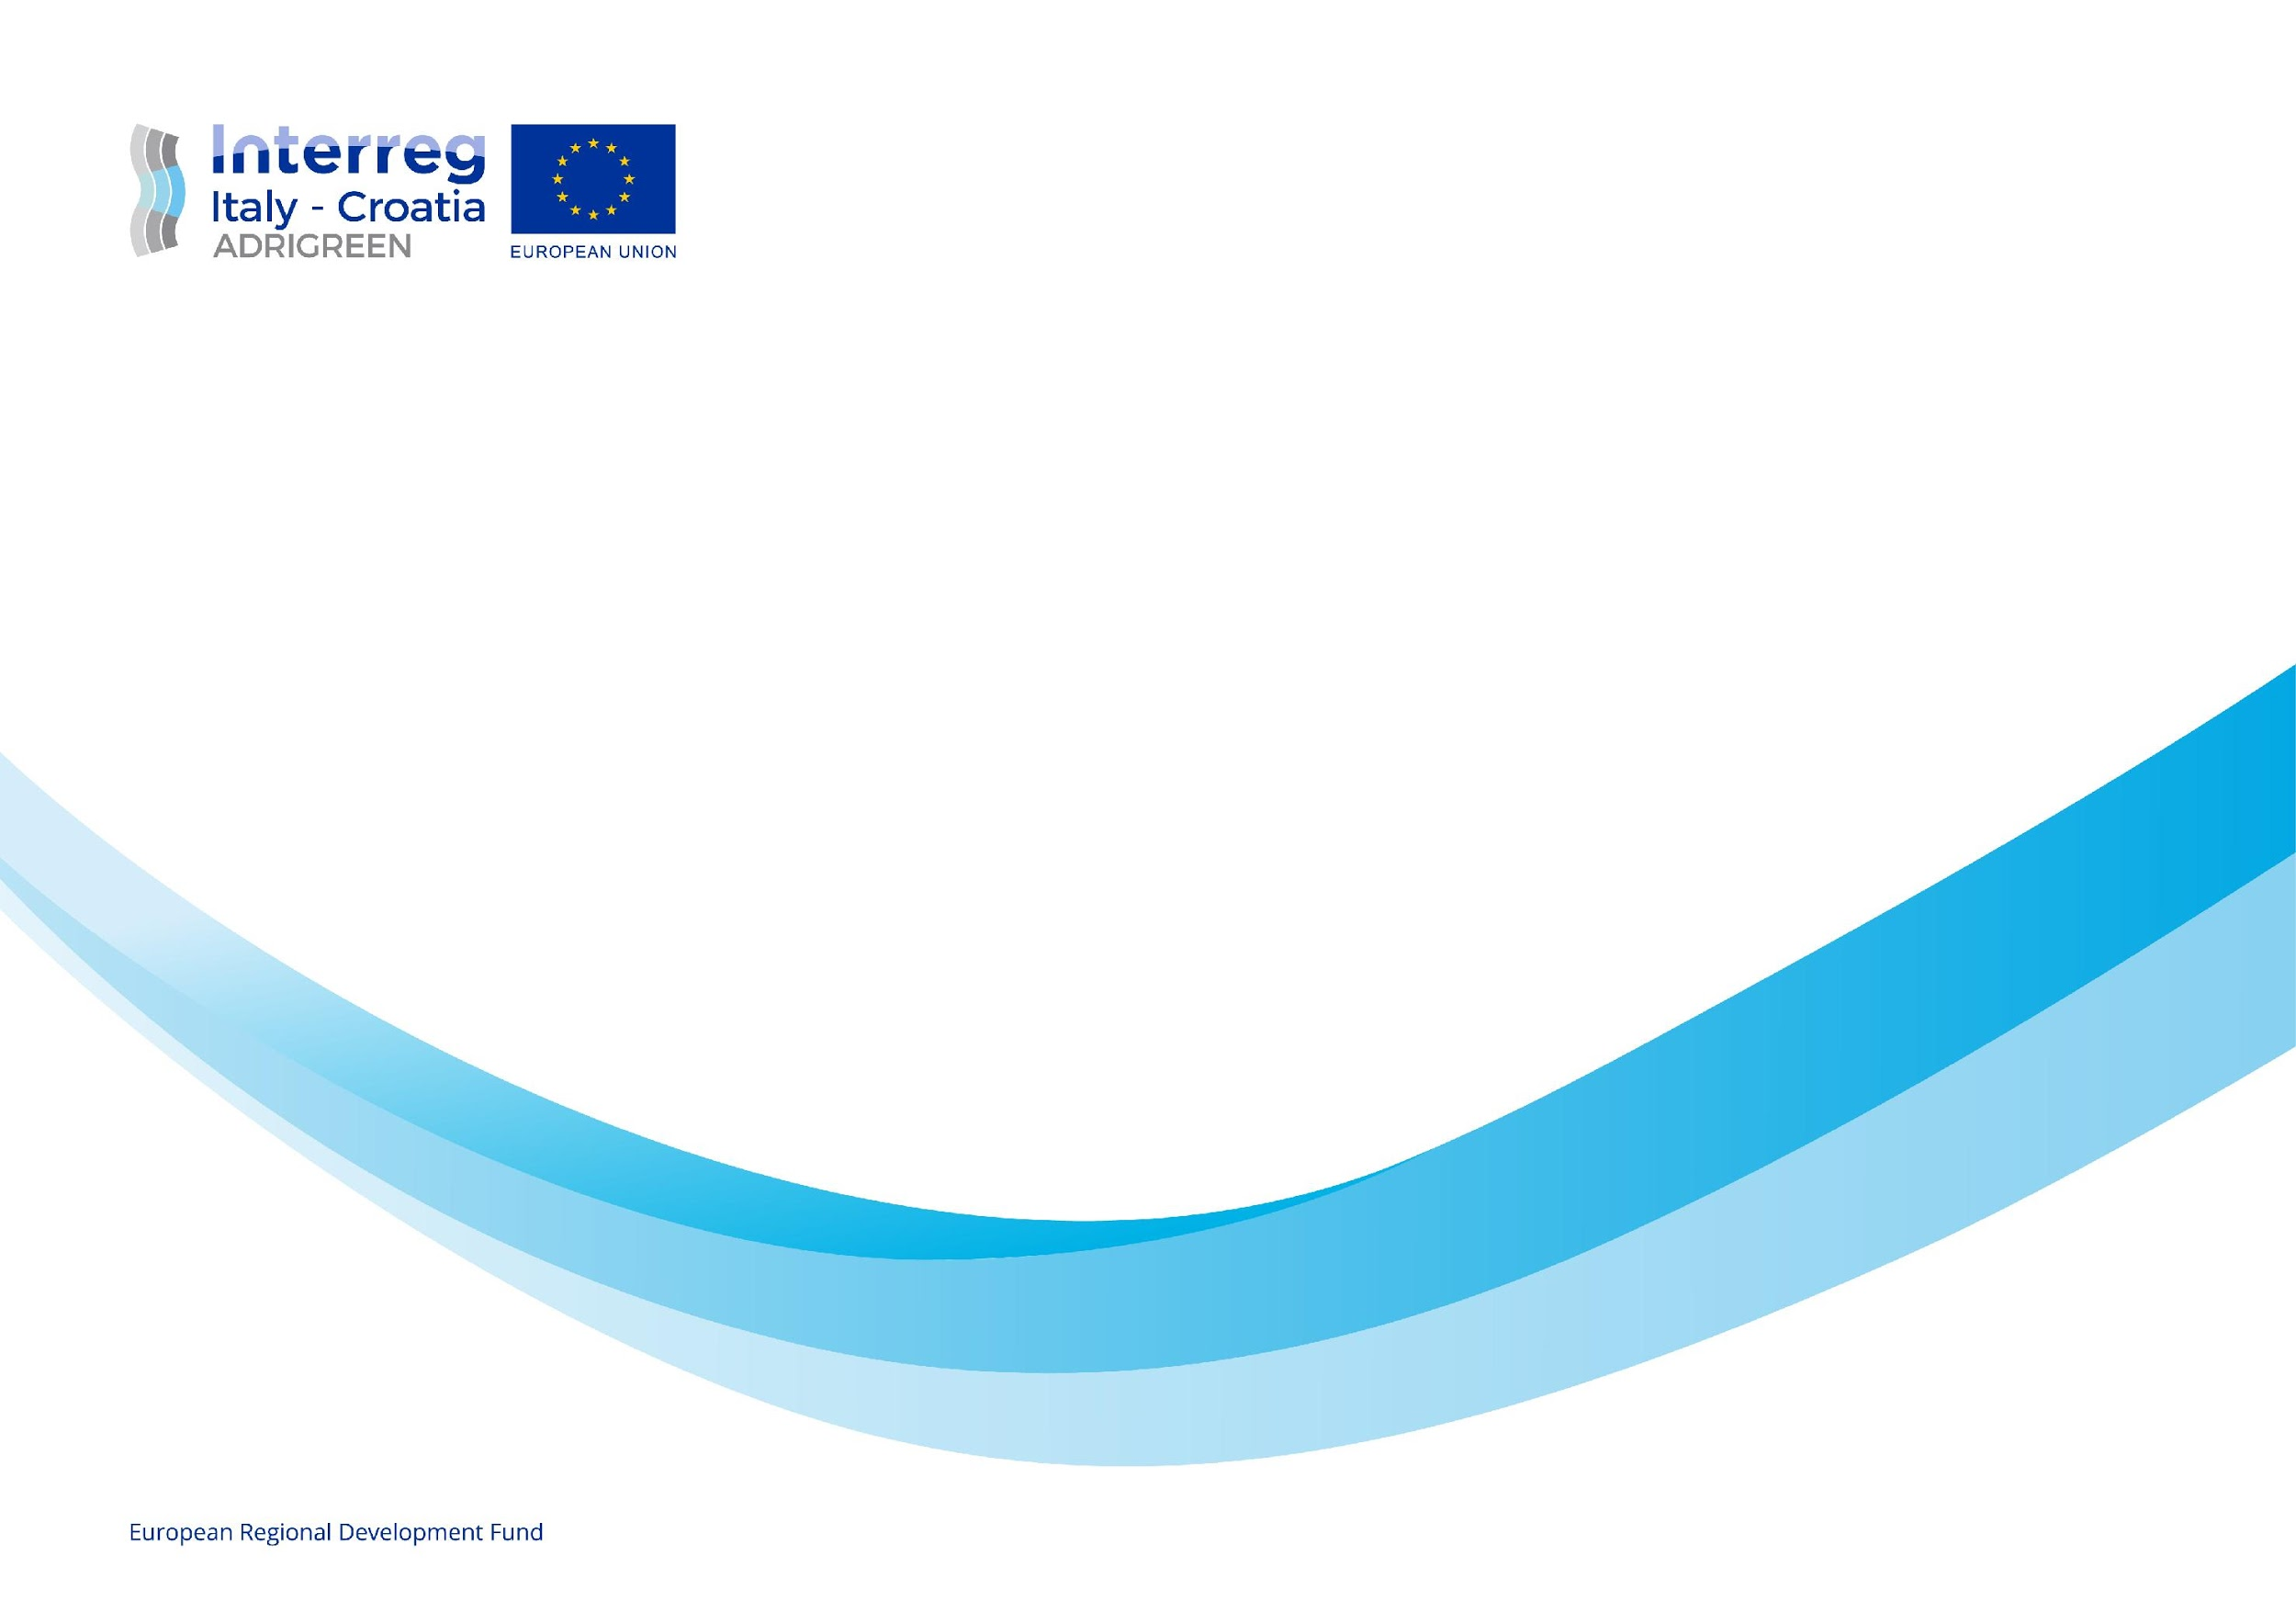 Interreg
Italy - Croatia
ADRIGREEN
EUROPEAN UNION
European Regional Development Fund